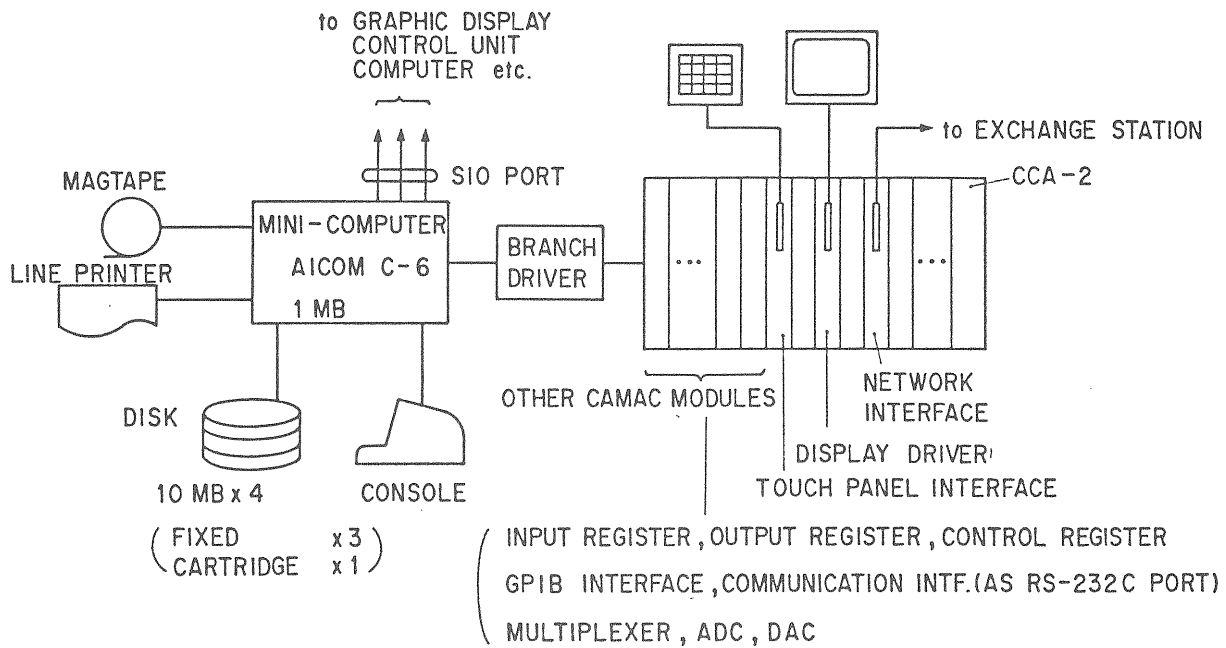 to GRAPHIC DISPLAY
CONTROL UNIT
COMPUTER etc.
to EXCHANGE STATION
SIO PORT
CCA-2
MAGTAPE
MINI-COMPUTER
AICOM C-6
1 MB
BRANCH
DRIVER
...
...
LINE PRINTER
OTHER CAMAC MODULES
NETWORK
INTERFACE
DISK
DISPLAY DRIVER
TOUCH PANEL INTERFACE
10 MB x 4
CONSOLE
( FIXED x 3
CARTRIDGE x 1 )
( INPUT REGISTER, OUTPUT REGISTER, CONTROL REGISTER
GPIB INTERFACE, COMMUNICATION INTF. (AS RS-232C PORT)
MULTIPLEXER, ADC, DAC